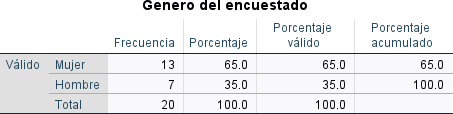 Genero del encuestado
Frecuencia Porcentaje Porcentaje válido Porcentaje acumulado
Válido Mujer 13 65.0 65.0 65.0
Hombre 7 35.0 35.0 100.0
Total 20 100.0 100.0